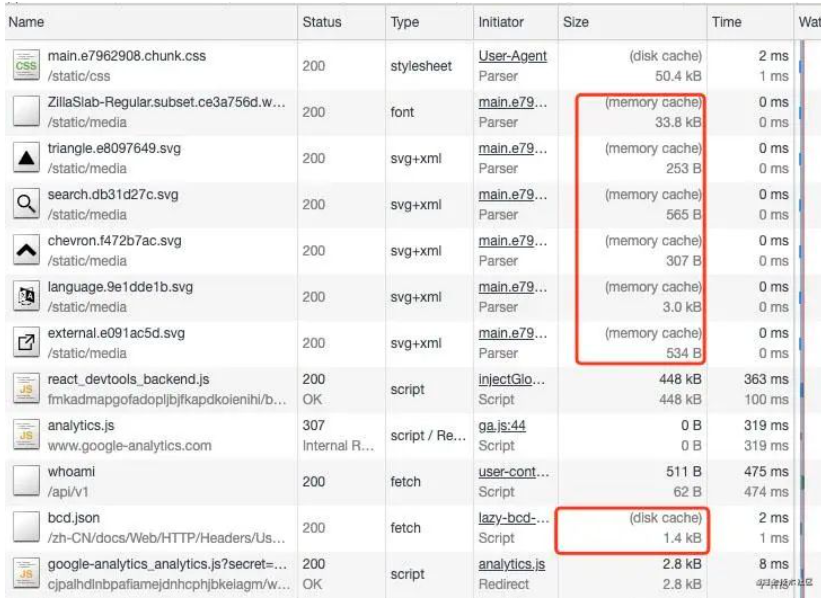 Name Status Type Initiator Size Time Wat
main.e7962908.chunk.css 200 stylesheet User-Agent (disk cache) 2 ms
/static/css Parser 50.4 kB 1 ms
ZillaSlab-Regular.subset.ce3a756d.w... 200 font main.e79... (memory cache) 0 ms
/static/media Parser 33.8 kB 0 ms
triangle.e8097649.svg 200 svg+xml main.e79... (memory cache) 0 ms
/static/media Parser 253 B 0 ms
search.db31d27c.svg 200 svg+xml main.e79... (memory cache) 0 ms
/static/media Parser 565 B 0 ms
chevron.f472b7ac.svg 200 svg+xml main.e79... (memory cache) 0 ms
/static/media Parser 307 B 0 ms
language.9e1dde1b.svg 200 svg+xml main.e79... (memory cache) 0 ms
/static/media Parser 3.0 kB 0 ms
external.e091ac5d.svg 200 svg+xml main.e79... (memory cache) 0 ms
/static/media Parser 534 B 0 ms
react_devtools_backend.js 200 script injectGlo... 448 kB 363 ms
fmkadmapgofadopljbjfkapdkoienihi/b... OK Script 448 kB 100 ms
analytics.js 307 script / Re... ga.js:44 0 B 319 ms
www.google-analytics.com Internal R... Script 0 B 319 ms
whoami 200 fetch user-cont... 511 B 475 ms
/api/v1 Script 62 B 474 ms
bcd.json 200 fetch lazy-bcd-... (disk cache) 2 ms
/zh-CN/docs/Web/HTTP/Headers/Us... Script 1.4 kB 1 ms
google-analytics_analytics.js?secret=... 200 script analytics.js 2.8 kB 8 ms
cjpalhdlnbpafiamejdnhcphjbkeiagm/w... OK Redirect 2.8 kB